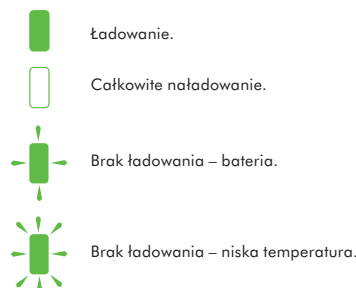 Ładowanie.
Całkowite naładowanie.
Brak ładowania – bateria.
Brak ładowania – niska temperatura.